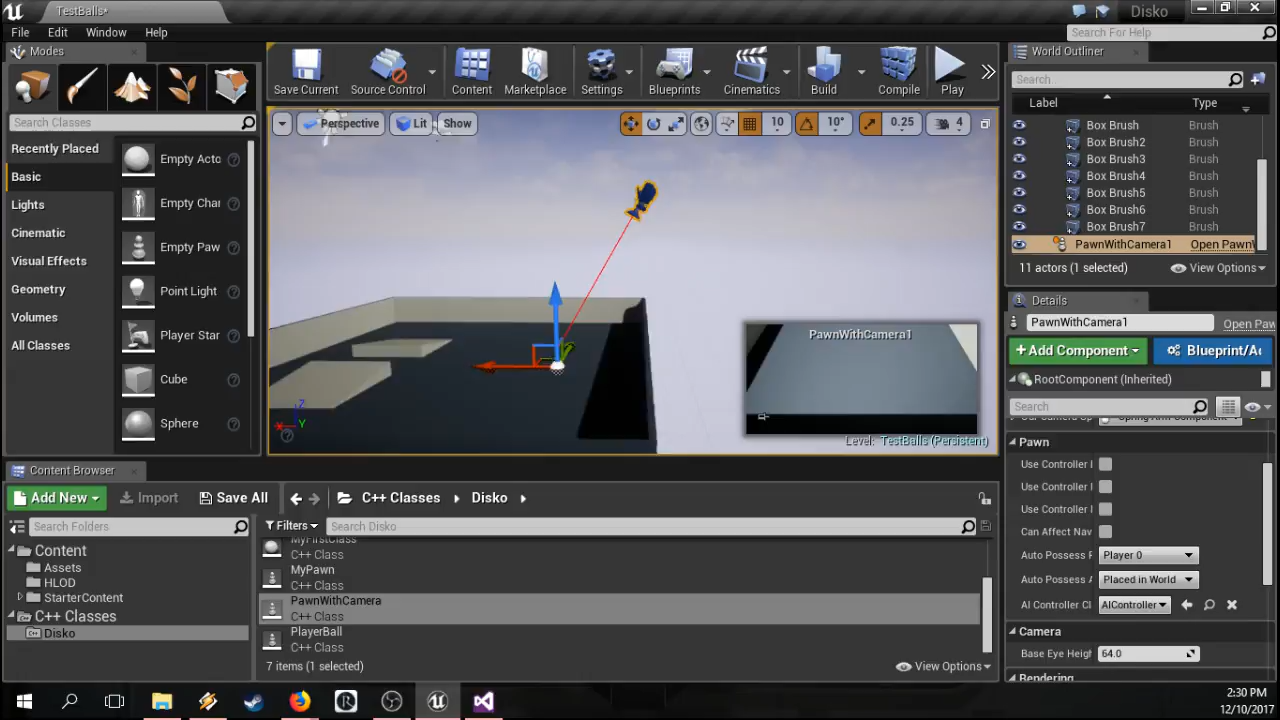 TestBalls*
Disko
File Edit Window Help
Search For Help
Modes
Search Classes
Recently Placed
Basic
Lights
Cinematic
Visual Effects
Geometry
Volumes
All Classes
Empty Acto
Empty Char
Empty Paw
Point Light
Player Star
Cube
Sphere
Save Current
Source Control
Content
Marketplace
Settings
Blueprints
Cinematics
Build
Compile
Play
Perspective
Lit
Show
10
10°
0.25
4
PawnWithCamera1
Level: TestBalls (Persistent)
World Outliner
Search...
Label Type
Box Brush Brush
Box Brush2 Brush
Box Brush3 Brush
Box Brush4 Brush
Box Brush5 Brush
Box Brush6 Brush
Box Brush7 Brush
PawnWithCamera1 Open Pawn
11 actors (1 selected)
View Options
Details
PawnWithCamera1
Open Paw
Add Component
Blueprint/A
RootComponent (Inherited)
Search
Pawn
Use Controller
Use Controller
Use Controller
Can Affect Nav
Auto Possess Player 0
Auto Possess Placed in World
AI Controller Cl AIController
Camera
Base Eye Heigh 64.0
Rendering
Content Browser
Add New
Import
Save All
C++ Classes
Disko
Search Folders
Filters
Search Disko
Content
Assets
HLOD
StarterContent
C++ Classes
Disko
MyFirstClass
C++ Class
MyPawn
C++ Class
PawnWithCamera
C++ Class
PlayerBall
C++ Class
7 items (1 selected)
View Options
2:30 PM
12/10/2017